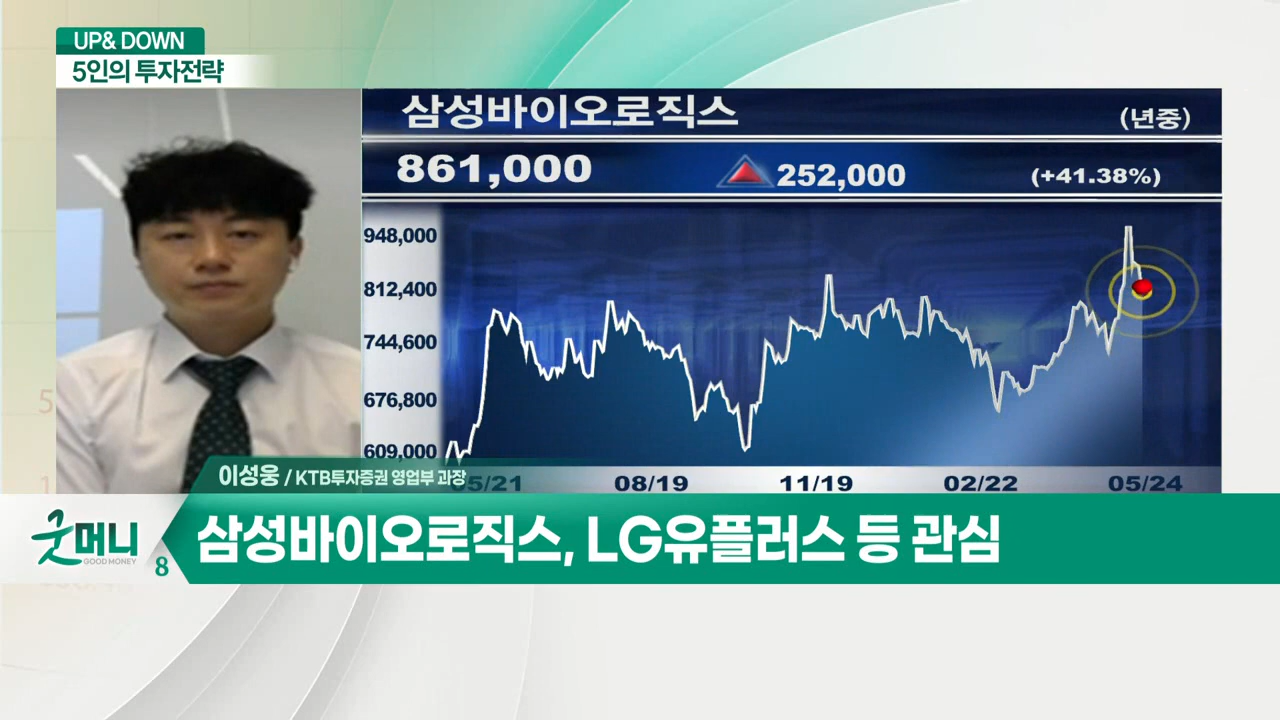 UP& DOWN
5인의 투자전략
삼성바이오로직스
(년중)
861,000
252,000
(+41.38%)
948,000
812,400
744,600
676,800
609,000
05/21
08/19
11/19
02/22
05/24
이성웅 / KTB투자증권 영업부 과장
굿머니
GOOD MONEY
8
삼성바이오로직스, LG유플러스 등 관심